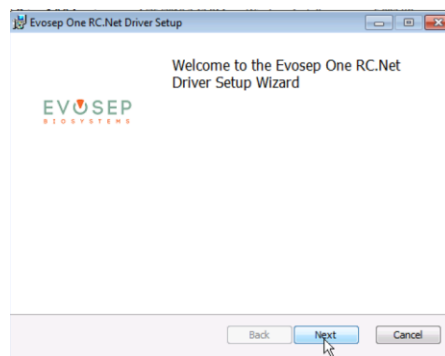 Evosep One RC.Net Driver Setup
Welcome to the Evosep One RC.Net
Driver Setup Wizard
EVOSEP
BIOSYSTEMS
Back
Next
Cancel